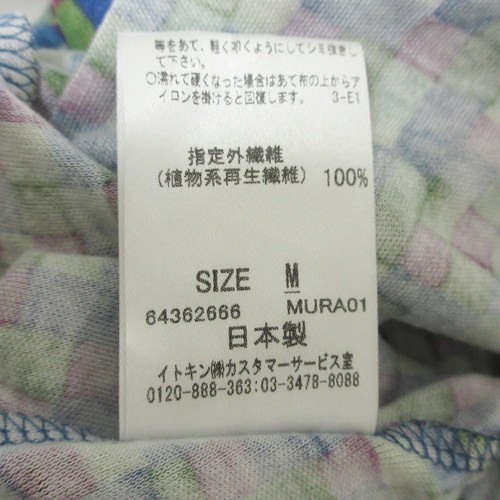 等をあて、軽く叩くようにしてシミ抜きし
て下さい。
○濡れて硬くなった場合はあて布の上からア
イロンを掛けると回復します。 3-E1
指定外繊維
(植物系再生繊維) 100%
SIZE M
64362666 MURA01
日本製
イトキン㈱カスタマーサービス室
0120-888-363:03-3478-8088